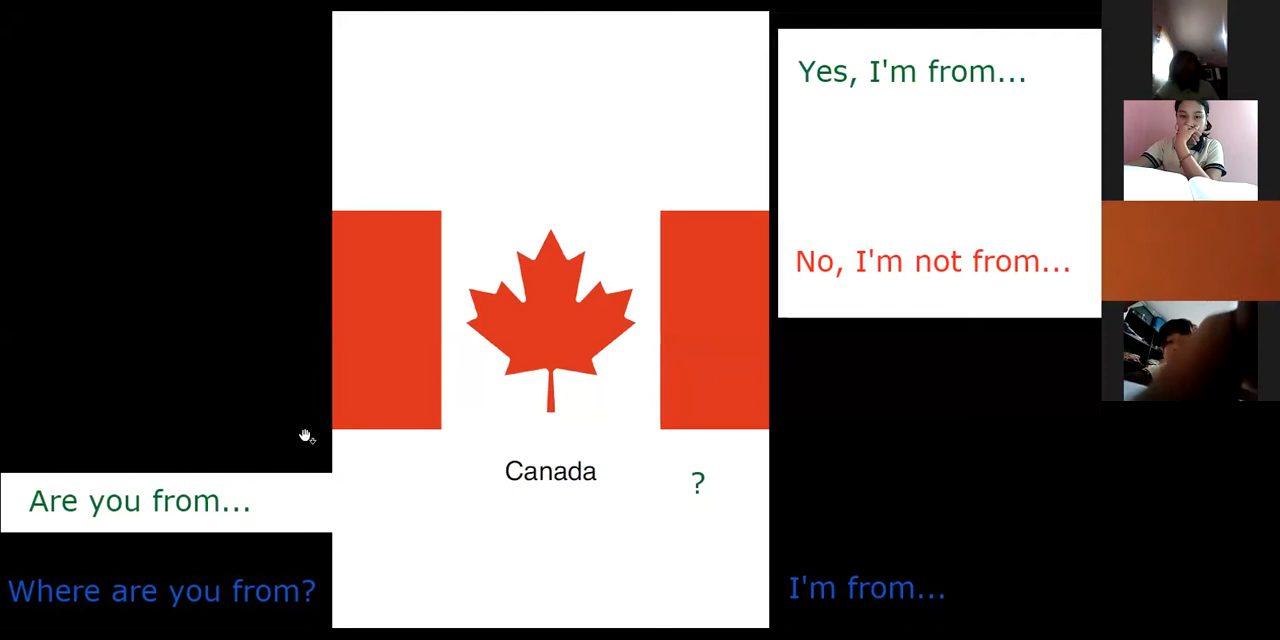 Yes, I'm from...
No, I'm not from...
Canada
?
Are you from...
Where are you from?
I'm from...